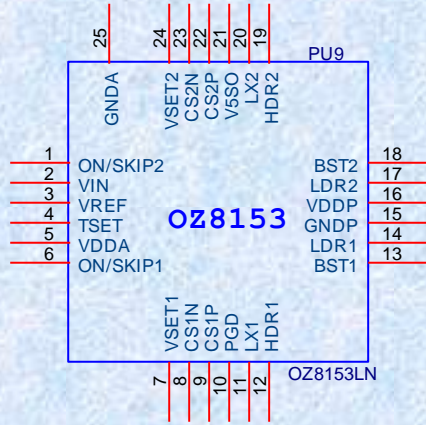 25
24
23
22
21
20
19
PU9
GNDA
VSET2
CS2N
CS2P
V5SO
LX2
HDR2
1 ON/SKIP2
2 VIN
3 VREF
4 TSET
5 VDDA
6 ON/SKIP1
OZ8153
BST2 18
LDR2 17
VDDP 16
GNDP 15
LDR1 14
BST1 13
VSET1
CS1N
CS1P
PGD
LX1
HDR1
7
8
9
10
11
12
OZ8153LN